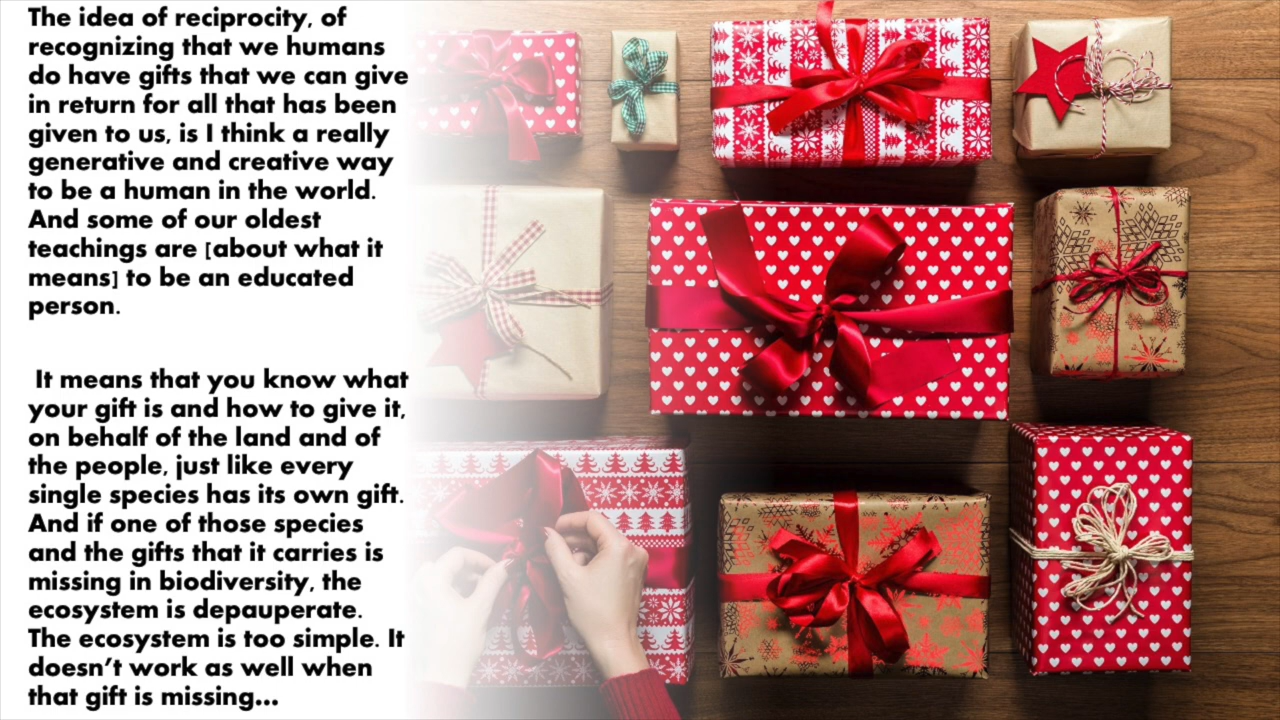 The idea of reciprocity, of
recognizing that we humans
do have gifts that we can give
in return for all that has been
given to us, is I think a really
generative and creative way
to be a human in the world.
And some of our oldest
teachings are [about what it
means] to be an educated
person.
It means that you know what
your gift is and how to give it,
on behalf of the land and of
the people, just like every
single species has its own gift.
And if one of those species
and the gifts that it carries is
missing in biodiversity, the
ecosystem is depauperate.
The ecosystem is too simple. It
doesn't work as well when
that gift is missing...